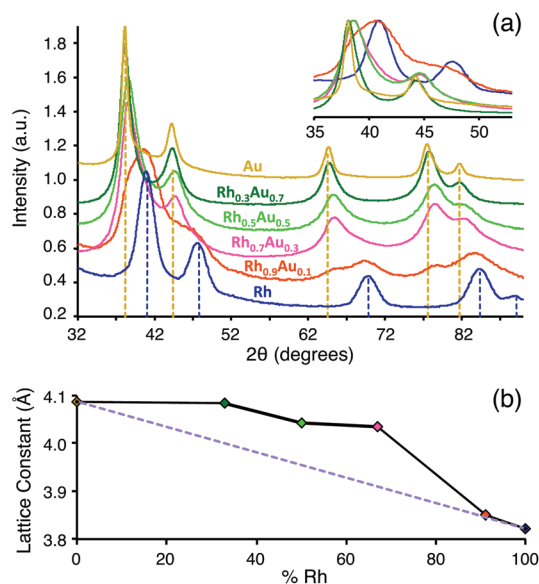 (a)
1.8
1.6
1.4
1.2
1.0
0.8
0.6
0.4
0.2
Intensity (a.u.)
35 40 45 50
Au
Rh0.3Au0.7
Rh0.5Au0.5
Rh0.7Au0.3
Rh0.9Au0.1
Rh
32 42 52 62 72 82
2θ (degrees)
(b)
4.1
4.0
3.9
3.8
Lattice Constant (Å)
0 20 40 60 80 100
% Rh